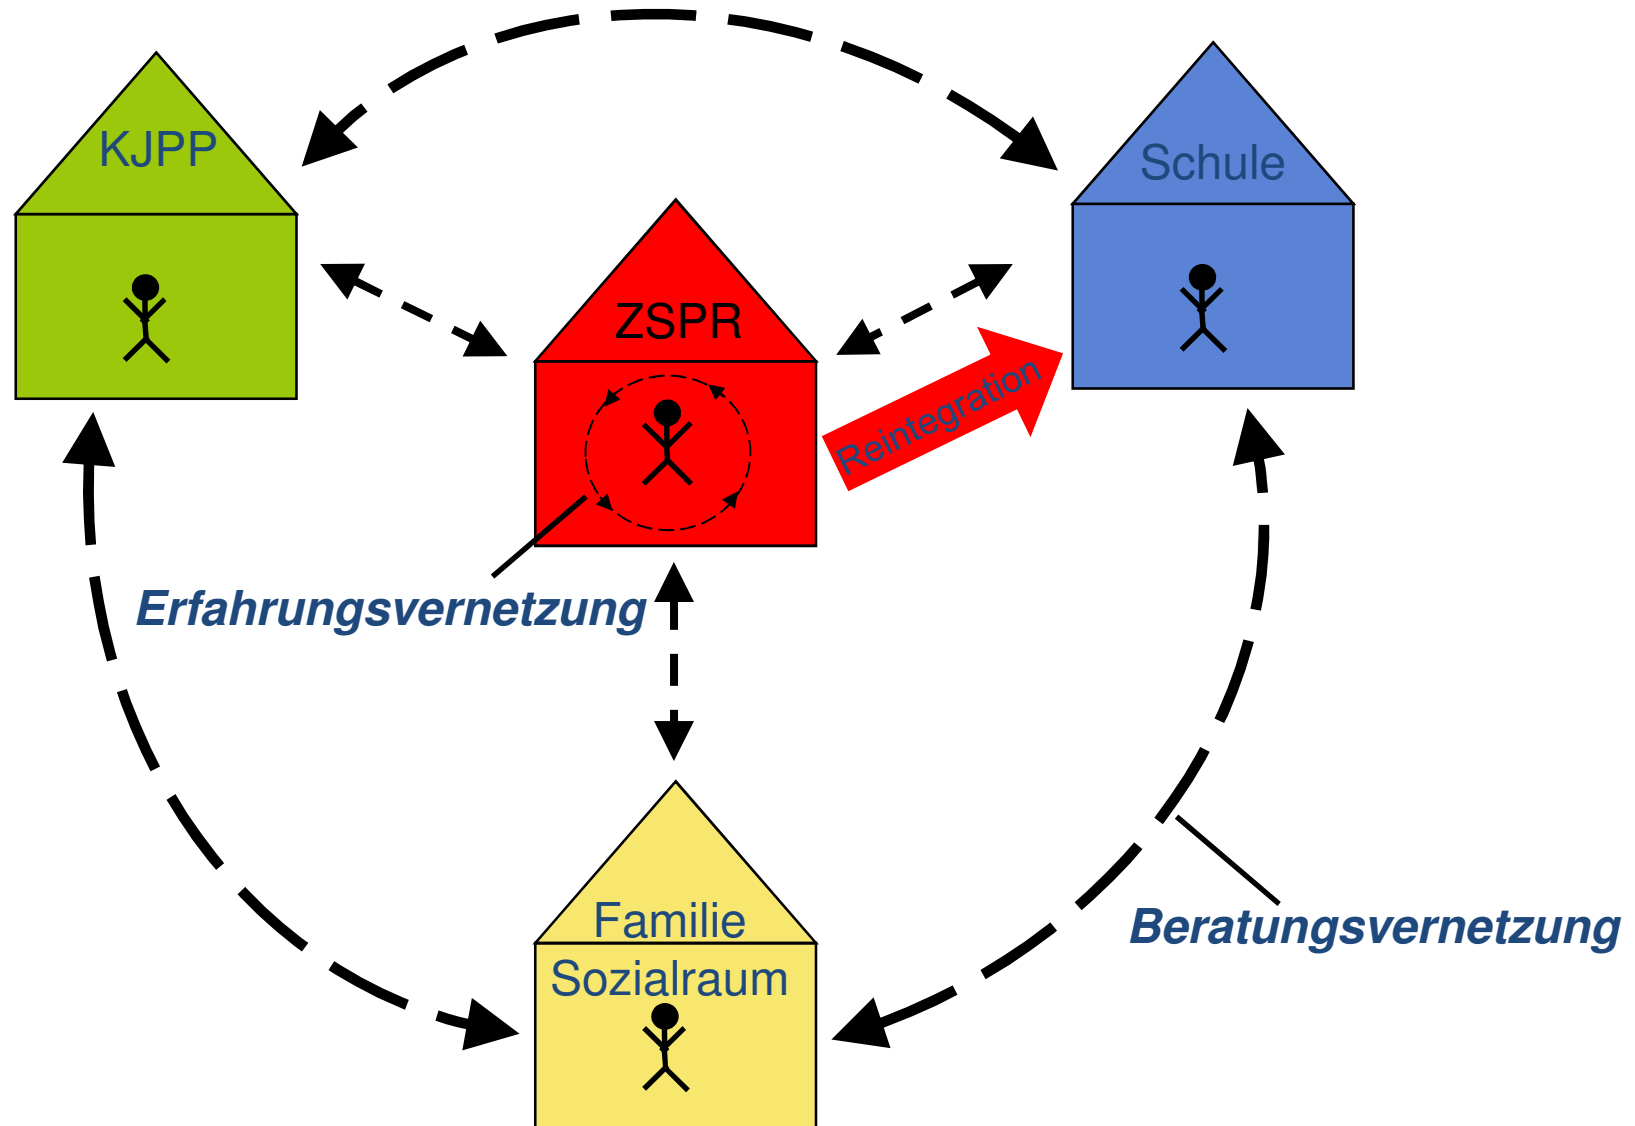 KJPP
Schule
ZSPR
Reintegration
Erfahrungsvernetzung
Familie
Sozialraum
Beratungsvernetzung